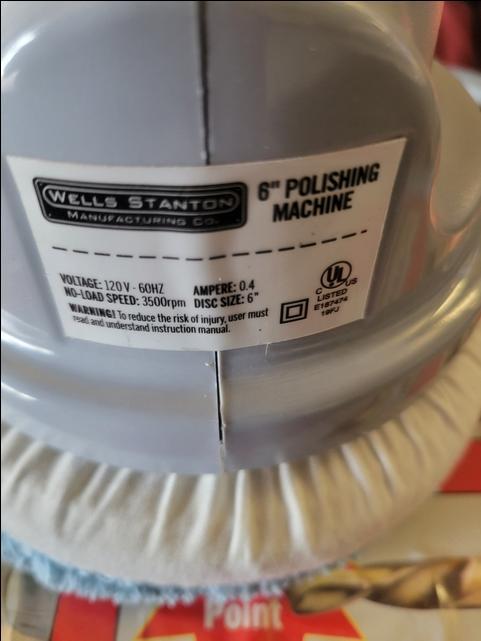 WELLS STANTON
MANUFACTURING CO.
6" POLISHING
MACHINE
VOLTAGE: 120V - 60HZ AMPERE: 0.4
NO-LOAD SPEED: 3500rpm DISC SIZE: 6"
WARNING! To reduce the risk of injury, user must
read and understand instruction manual.
UL
C US
LISTED
E187474
19FJ
Point